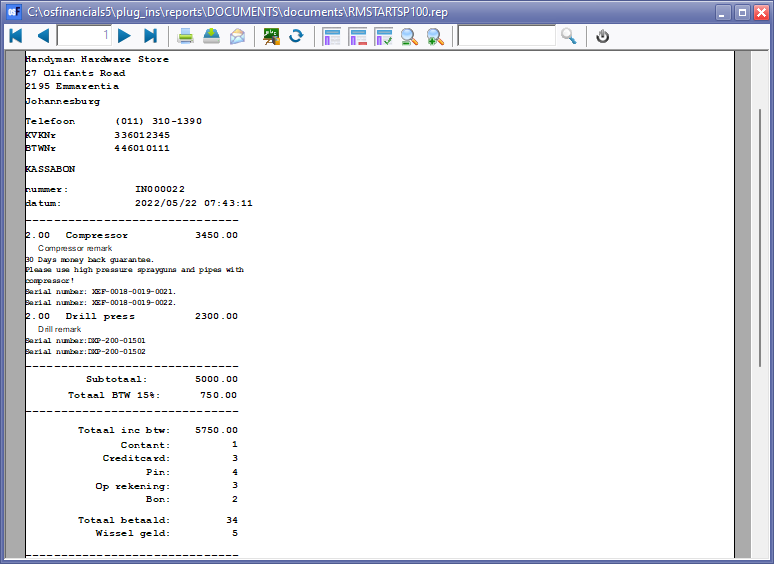 C:\osfinancials5\plug_ins\reports\DOCUMENTS\documents\RMSTARTSP100.rep
1
Handyman Hardware Store
27 Olifants Road
2195 Emmarentia
Johannesburg
Telefoon (011) 310-1390
KVKNr 336012345
BTWNr 446010111
KASSABON
nummer: IN000022
datum: 2022/05/22 07:43:11
------------------------------
2.00 Compressor 3450.00
Compressor remark
30 Days money back guarantee.
Please use high pressure sprayguns and pipes with
compressor!
Serial number: XEF-0018-0019-0021.
Serial number: XEF-0018-0019-0022.
2.00 Drill press 2300.00
Drill remark
Serial number:DXP-200-01501
Serial number:DXP-200-01502
------------------------------
Subtotaal: 5000.00
Totaal BTW 15%: 750.00
------------------------------
Totaal inc btw: 5750.00
Contant: 1
Creditcard: 3
Pin: 4
Op rekening: 3
Bon: 2
Totaal betaald: 34
Wissel geld: 5
------------------------------